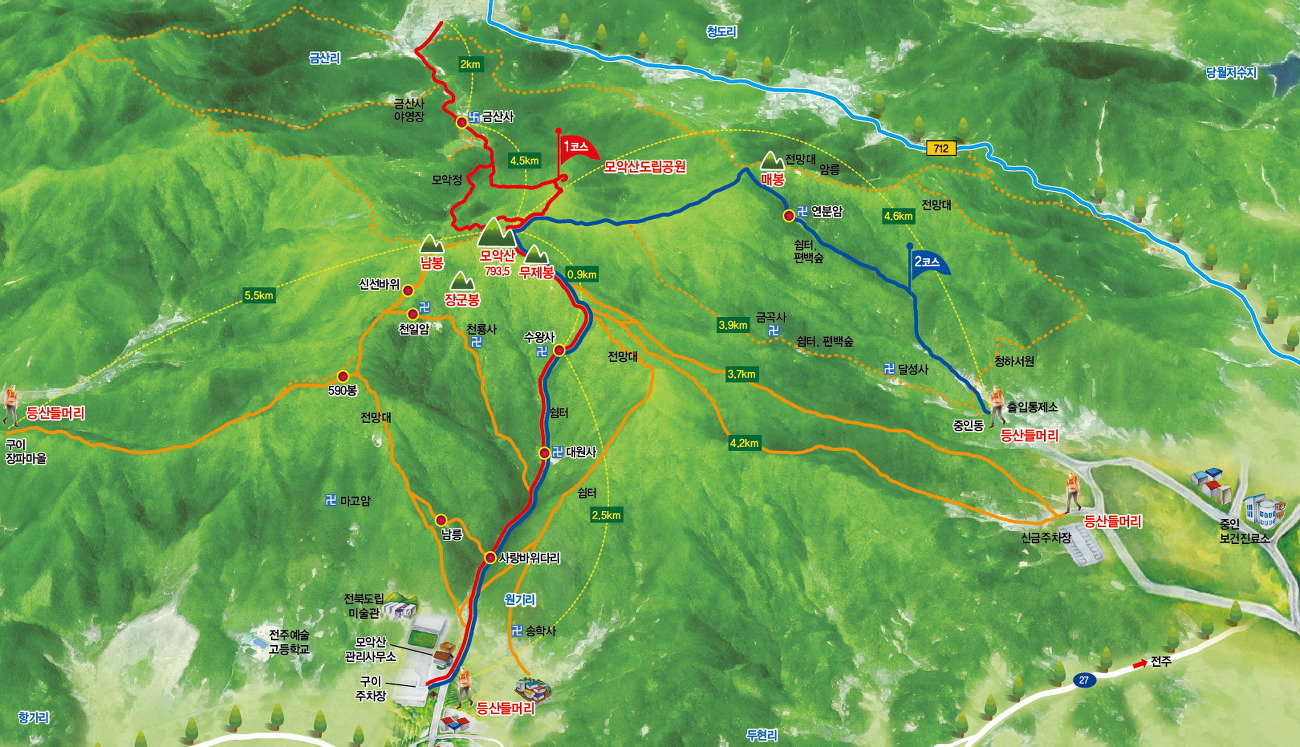 청도리
금산리
당월저수지
2km
금산사
야영장
금산사
712
1코스
4.5km
모악산도립공원
모악정
전망대
암릉
매봉
연분암
전망대
4.6km
쉼터,
편백숲
2코스
남봉
모악산
793.5
무제봉
0.9km
신선바위
장군봉
5.5km
천일암
천룡사
수왕사
전망대
3.9km
금곡사
쉼터, 편백숲
청하서원
달성사
3.7km
590봉
등산들머리
구이
장파마을
전망대
쉼터
출입통제소
중인동
등산들머리
4.2km
대원사
마고암
쉼터
2.5km
남릉
등산들머리
신금주차장
중인
보건진료소
사랑바위다리
전북도립
미술관
원기리
송학사
전주예술
고등학교
모악산
관리사무소
구이
주차장
등산들머리
전주
27
항가리
두현리